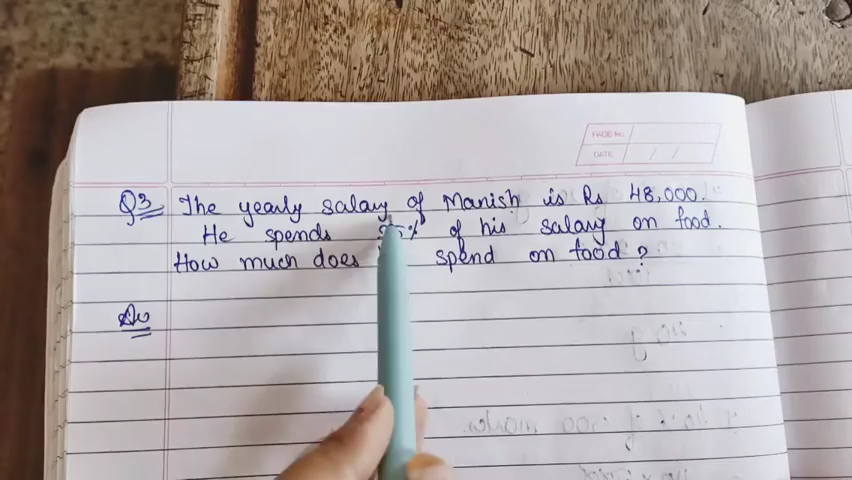 PAGE No.
DATE / /
Q3 The yearly salary of Manish is Rs 48,000.
He spends % of his salary on food.
How much does spend on food?